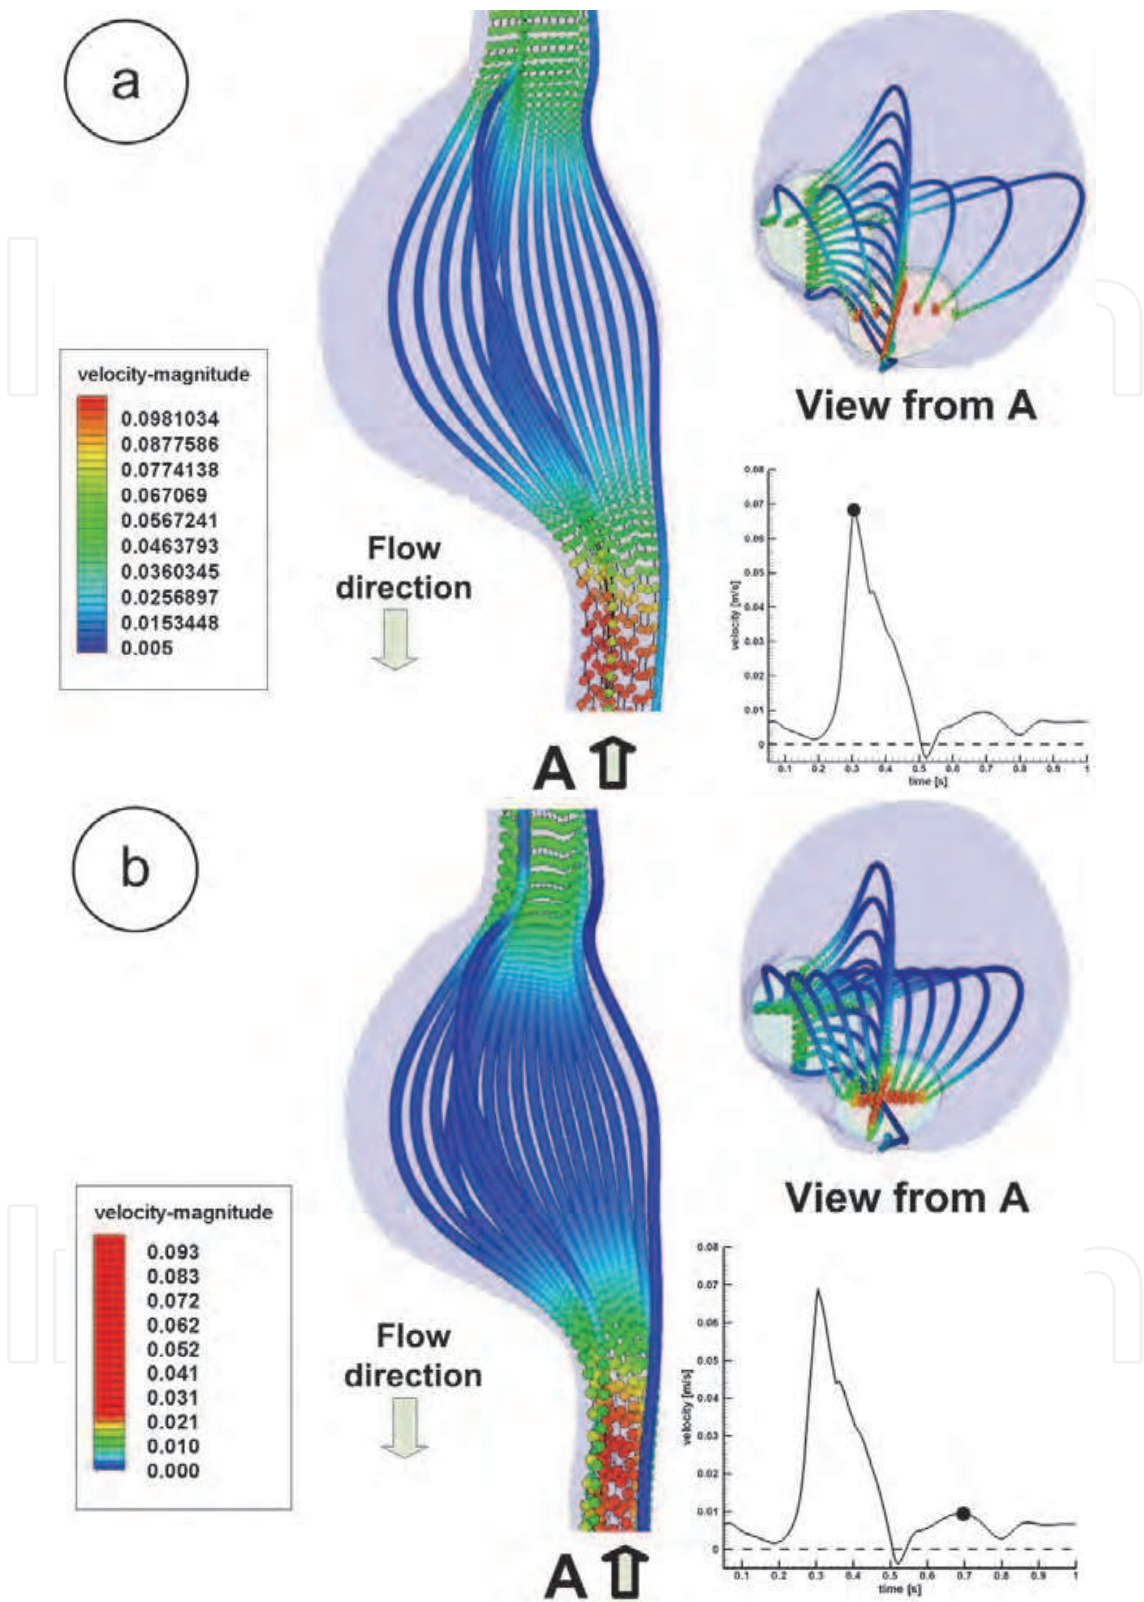 a
View from A
velocity-magnitude
0.0981034
0.0877586
0.0774138
0.067069
0.0567241
0.0463793
0.0360345
0.0256897
0.0153448
0.005
Flow
direction
A
0.08
0.07
0.06
0.05
0.04
0.03
0.02
0.01
0
velocity [m/s]
0.1 0.2 0.3 0.4 0.5 0.6 0.7 0.8 0.9 1
time [s]
b
View from A
velocity-magnitude
0.093
0.083
0.072
0.062
0.052
0.041
0.031
0.021
0.010
0.000
Flow
direction
A
0.08
0.07
0.06
0.05
0.04
0.03
0.02
0.01
0
velocity [m/s]
0.1 0.2 0.3 0.4 0.5 0.6 0.7 0.8 0.9 1
time [s]